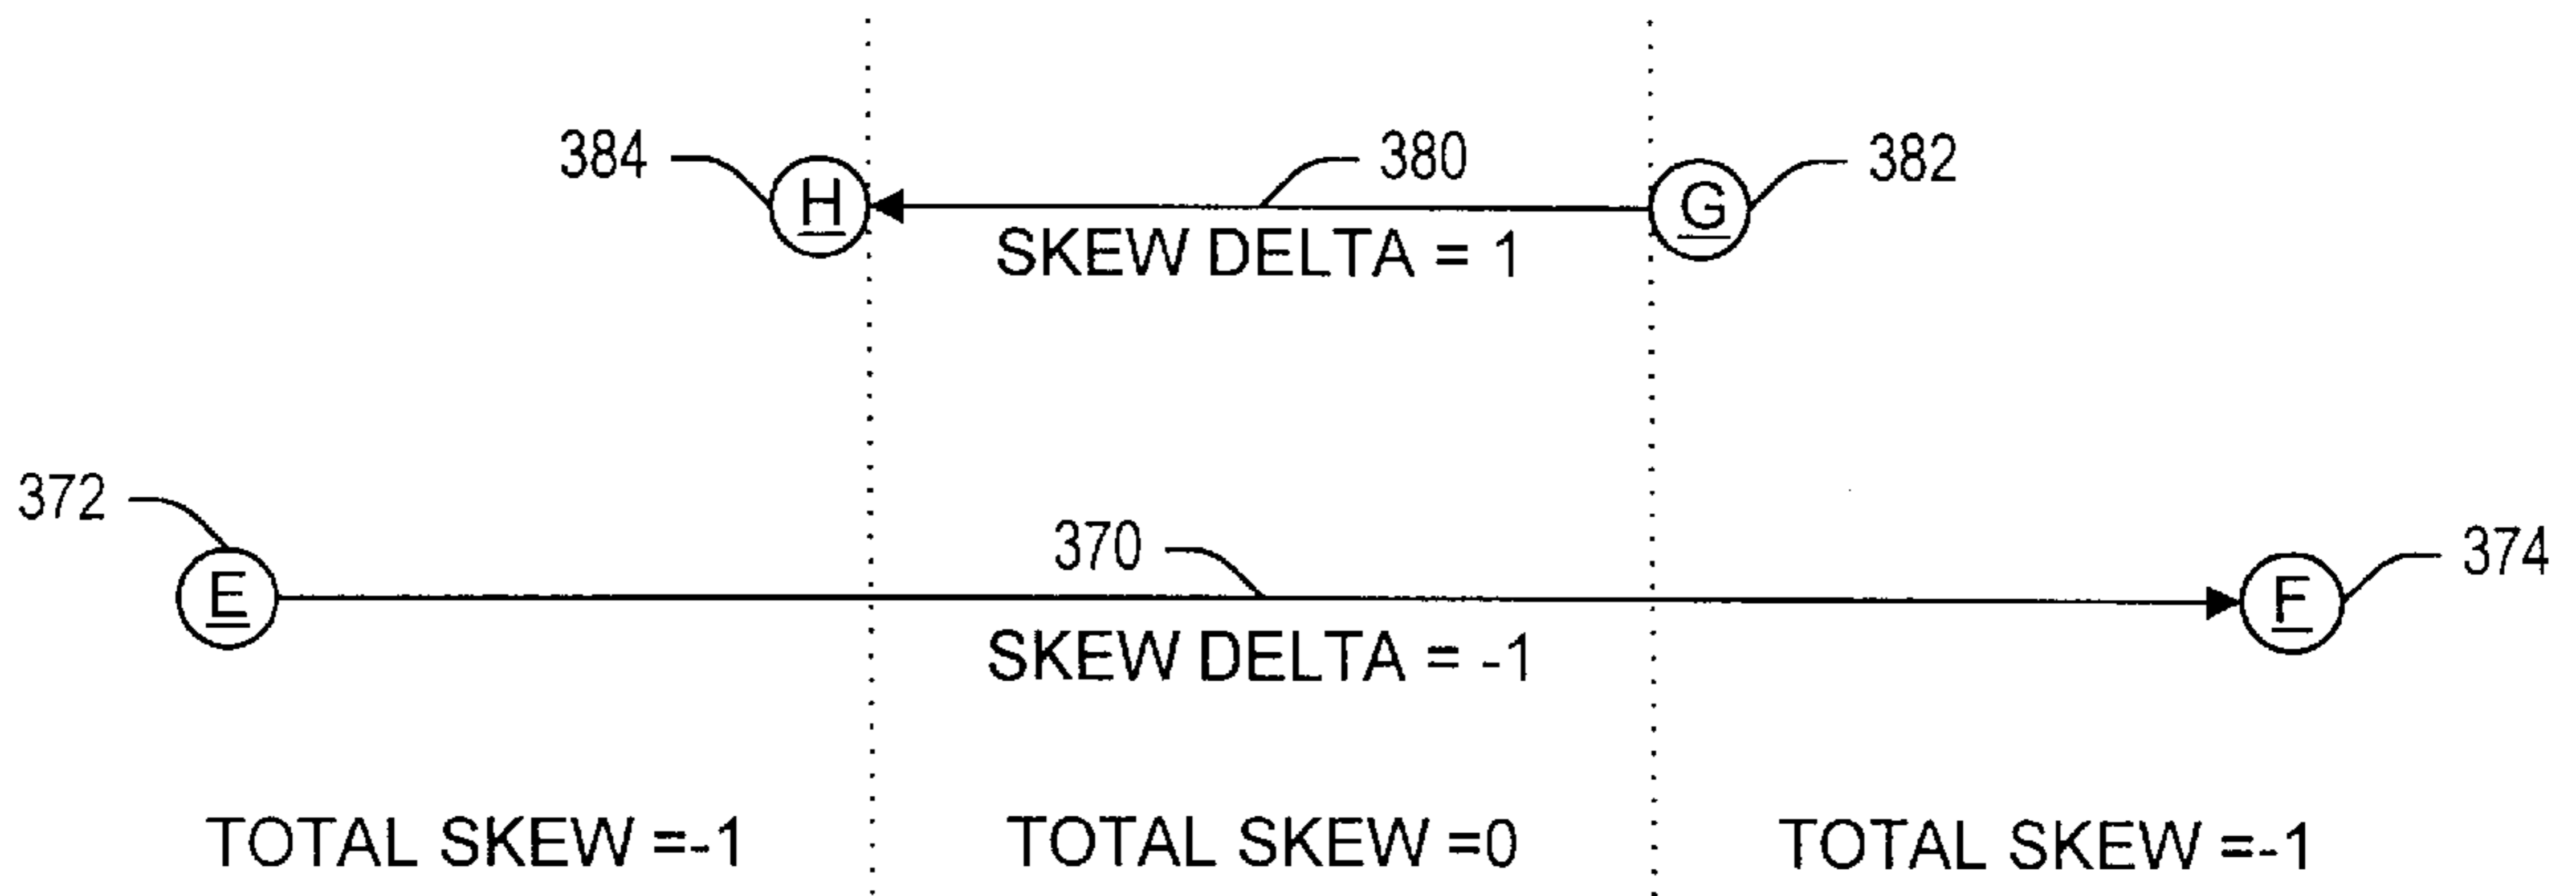 384 H 380 G 382
SKEW DELTA = 1
372 E 370 F 374
SKEW DELTA = -1
TOTAL SKEW =-1 TOTAL SKEW =0 TOTAL SKEW =-1